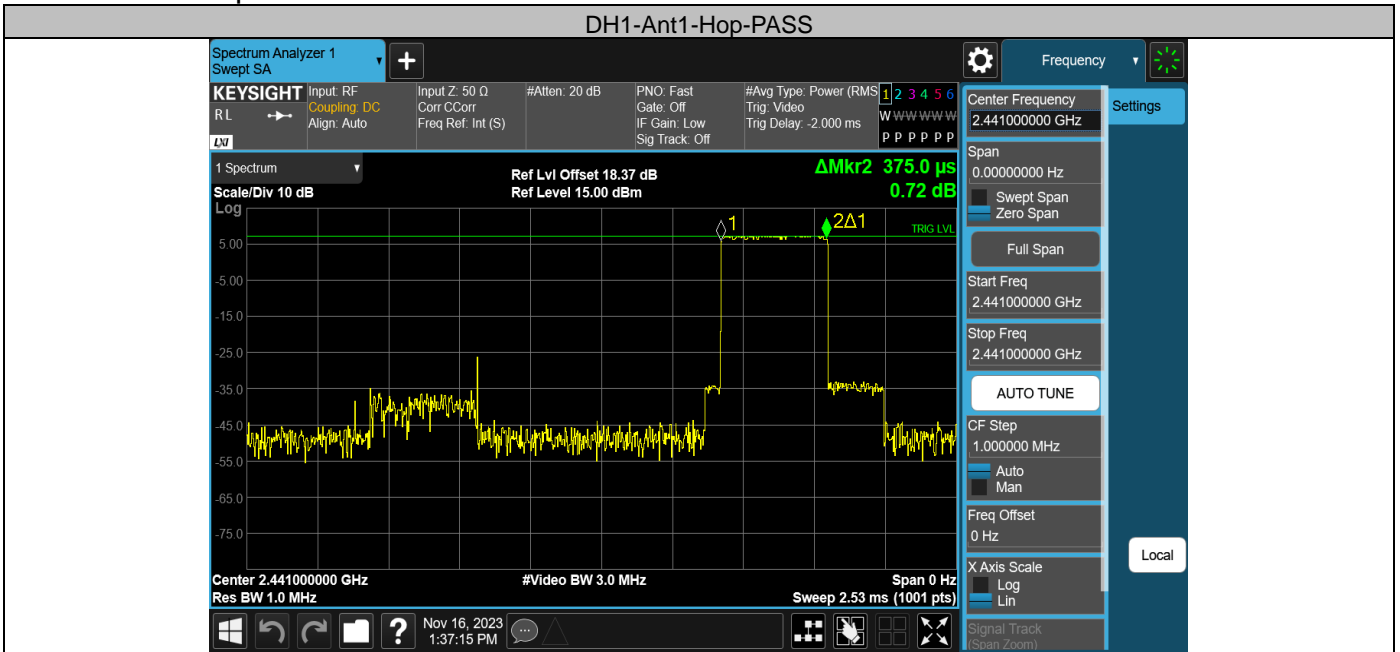 DH1-Ant1-Hop-PASS
Spectrum Analyzer 1
Swept SA
Frequency
KEYSIGHT
RL
LXI
Input: RF
Coupling: DC
Align: Auto
Input Z: 50 Ω
Corr CCorr
Freq Ref: Int (S)
#Atten: 20 dB
PNO: Fast
Gate: Off
IF Gain: Low
Sig Track: Off
#Avg Type: Power (RMS
Trig: Video
Trig Delay: -2.000 ms
1 2 3 4 5 6
W W W W W W
P P P P P P
1 Spectrum
Scale/Div 10 dB
Log
Ref Lvl Offset 18.37 dB
Ref Level 15.00 dBm
ΔMkr2 375.0 µs
0.72 dB
1
2Δ1
TRIG LVL
5.00
-5.00
-15.0
-25.0
-35.0
-45.0
-55.0
-65.0
-75.0
Center 2.441000000 GHz
Res BW 1.0 MHz
#Video BW 3.0 MHz
Span 0 Hz
Sweep 2.53 ms (1001 pts)
Nov 16, 2023
1:37:15 PM
?
Center Frequency
2.441000000 GHz
Span
0.00000000 Hz
Swept Span
Zero Span
Full Span
Start Freq
2.441000000 GHz
Stop Freq
2.441000000 GHz
AUTO TUNE
CF Step
1.000000 MHz
Auto
Man
Freq Offset
0 Hz
X Axis Scale
Log
Lin
Signal Track
(Span Zoom)
Settings
Local